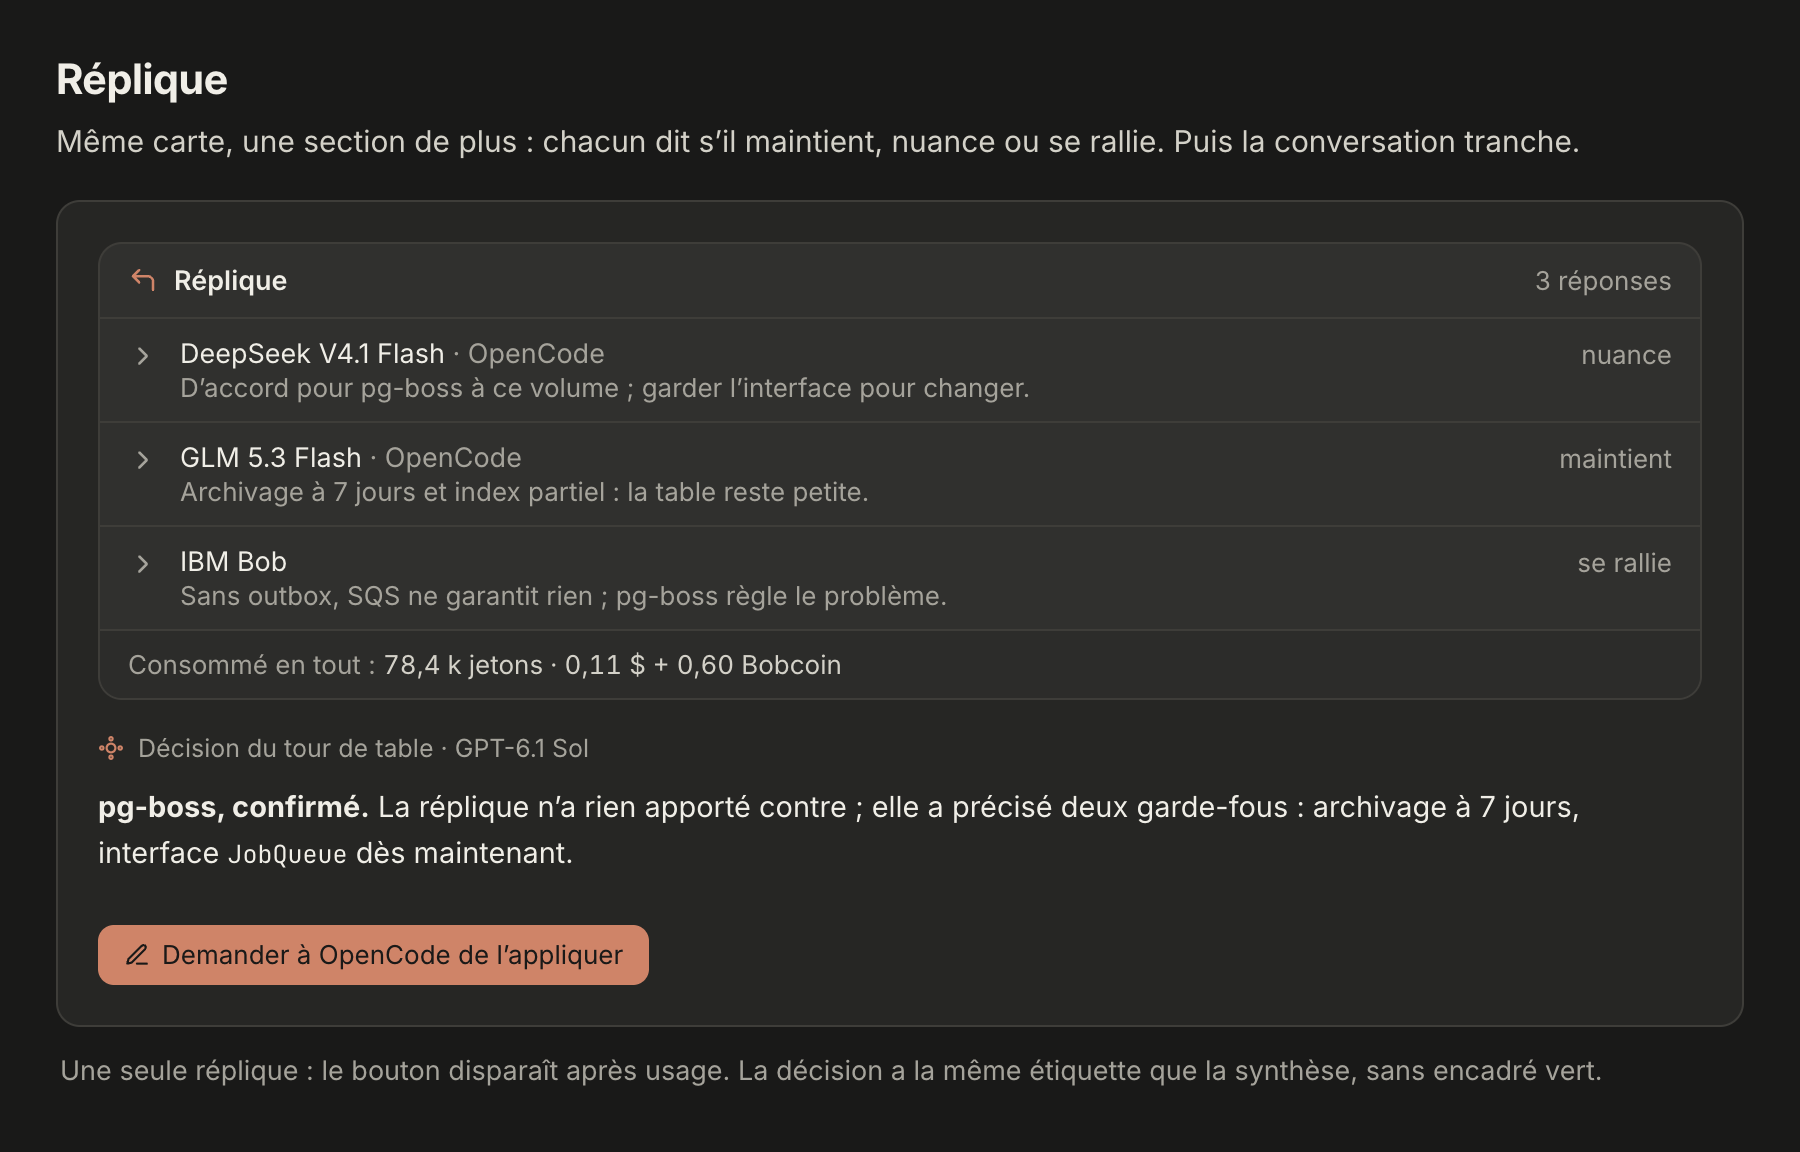 Réplique
Même carte, une section de plus : chacun dit s’il maintient, nuance ou se rallie. Puis la conversation tranche.
Réplique
3 réponses
DeepSeek V4.1 Flash · OpenCode
nuance
D’accord pour pg-boss à ce volume ; garder l’interface pour changer.
GLM 5.3 Flash · OpenCode
maintient
Archivage à 7 jours et index partiel : la table reste petite.
IBM Bob
se rallie
Sans outbox, SQS ne garantit rien ; pg-boss règle le problème.
Consommé en tout : 78,4 k jetons · 0,11 $ + 0,60 Bobcoin
Décision du tour de table · GPT-6.1 Sol
pg-boss, confirmé. La réplique n’a rien apporté contre ; elle a précisé deux garde-fous : archivage à 7 jours,
interface JobQueue dès maintenant.
Demander à OpenCode de l’appliquer
Une seule réplique : le bouton disparaît après usage. La décision a la même étiquette que la synthèse, sans encadré vert.